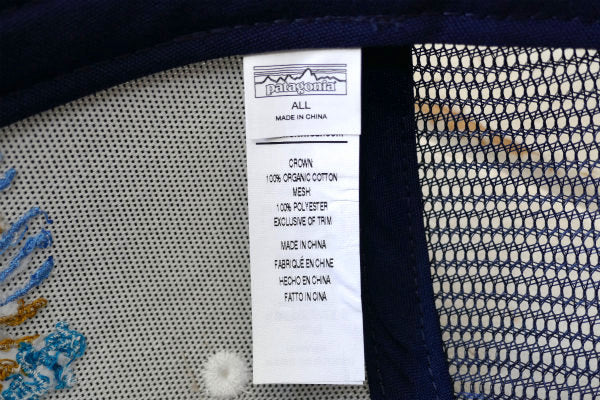 patagonia
ALL
MADE IN CHINA
CROWN:
100% ORGANIC COTTON
MESH:
100% POLYESTER
EXCLUSIVE OF TRIM
MADE IN CHINA
FABRIQUÉ EN CHINE
HECHO EN CHINA
FATTO IN CINA